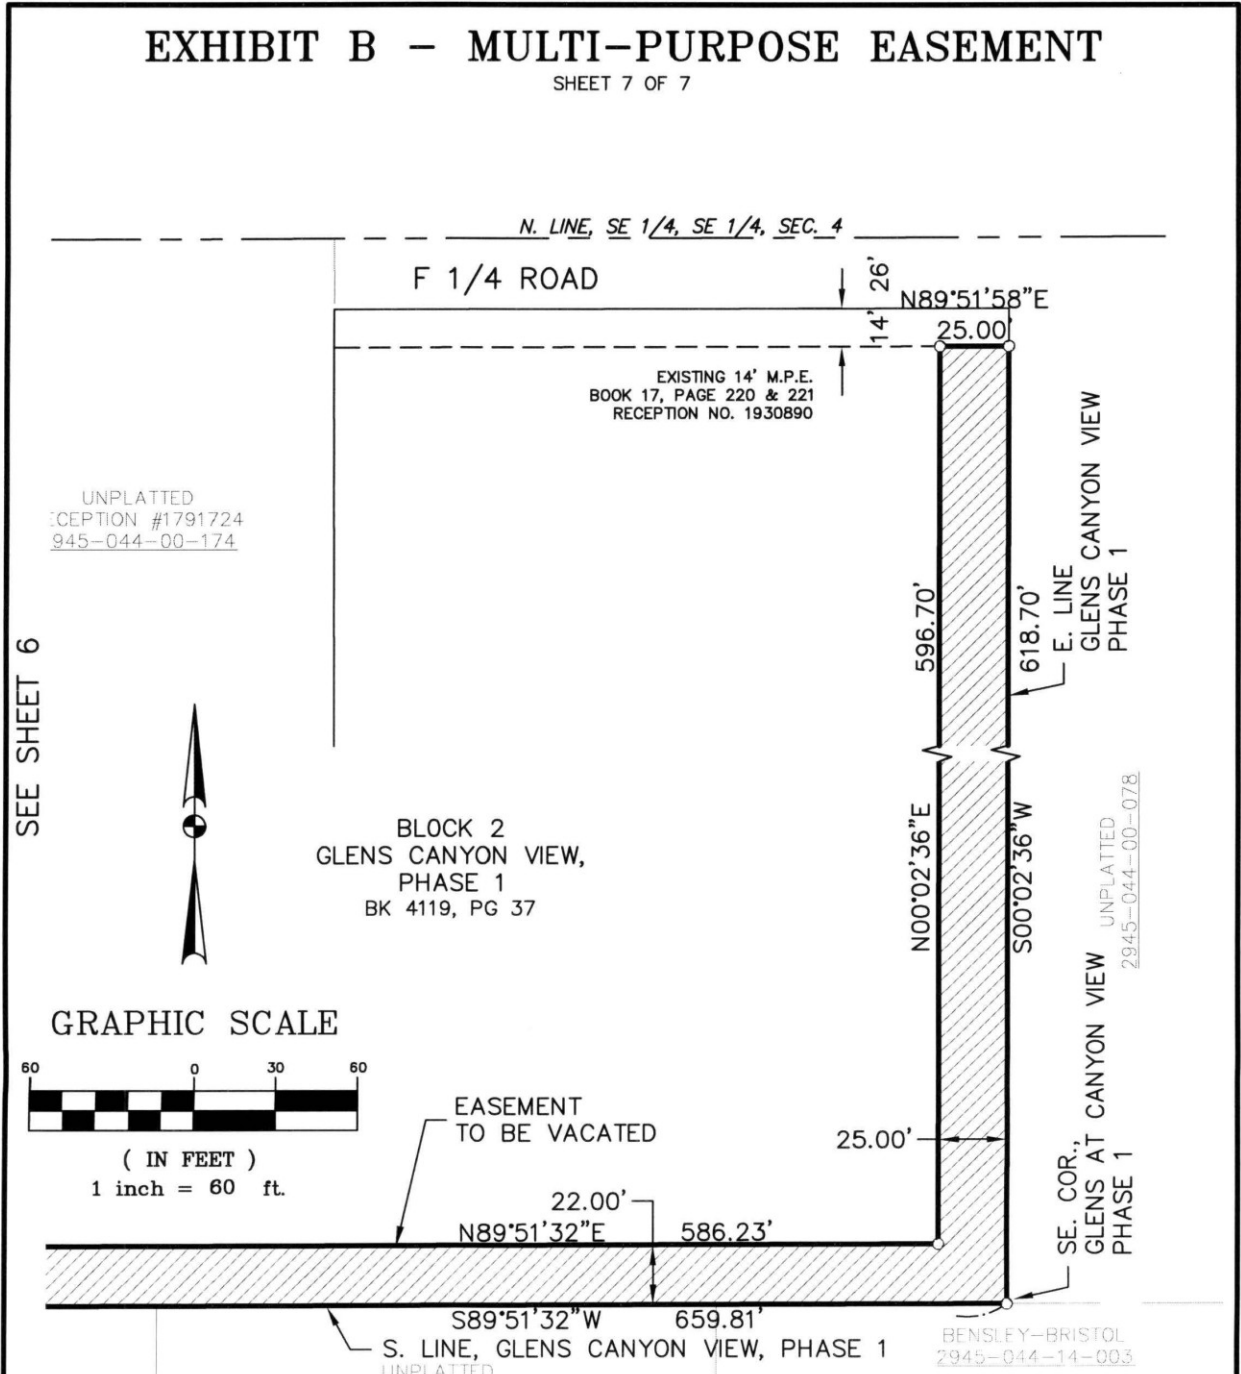 EXHIBIT B - MULTI-PURPOSE EASEMENT
SHEET 7 OF 7
N. LINE, SE 1/4, SE 1/4, SEC. 4
F 1/4 ROAD
26'
14'
N89°51'58"E
25.00'
EXISTING 14' M.P.E.
BOOK 17, PAGE 220 & 221
RECEPTION NO. 1930890
UNPLATTED
CEPTION #1791724
945-044-00-174
SEE SHEET 6
596.70'
618.70'
E. LINE
GLENS CANYON VIEW
PHASE 1
BLOCK 2
GLENS CANYON VIEW,
PHASE 1
BK 4119, PG 37
N00°02'36"E
S00°02'36"W
UNPLATTED
2945-044-00-078
GRAPHIC SCALE
60 0 30 60
( IN FEET )
1 inch = 60 ft.
EASEMENT
TO BE VACATED
25.00'
SE. COR.,
GLENS AT CANYON VIEW
PHASE 1
22.00'
N89°51'32"E 586.23'
S89°51'32"W 659.81'
S. LINE, GLENS CANYON VIEW, PHASE 1
UNPLATTED
BENSLEY-BRISTOL
2945-044-14-003